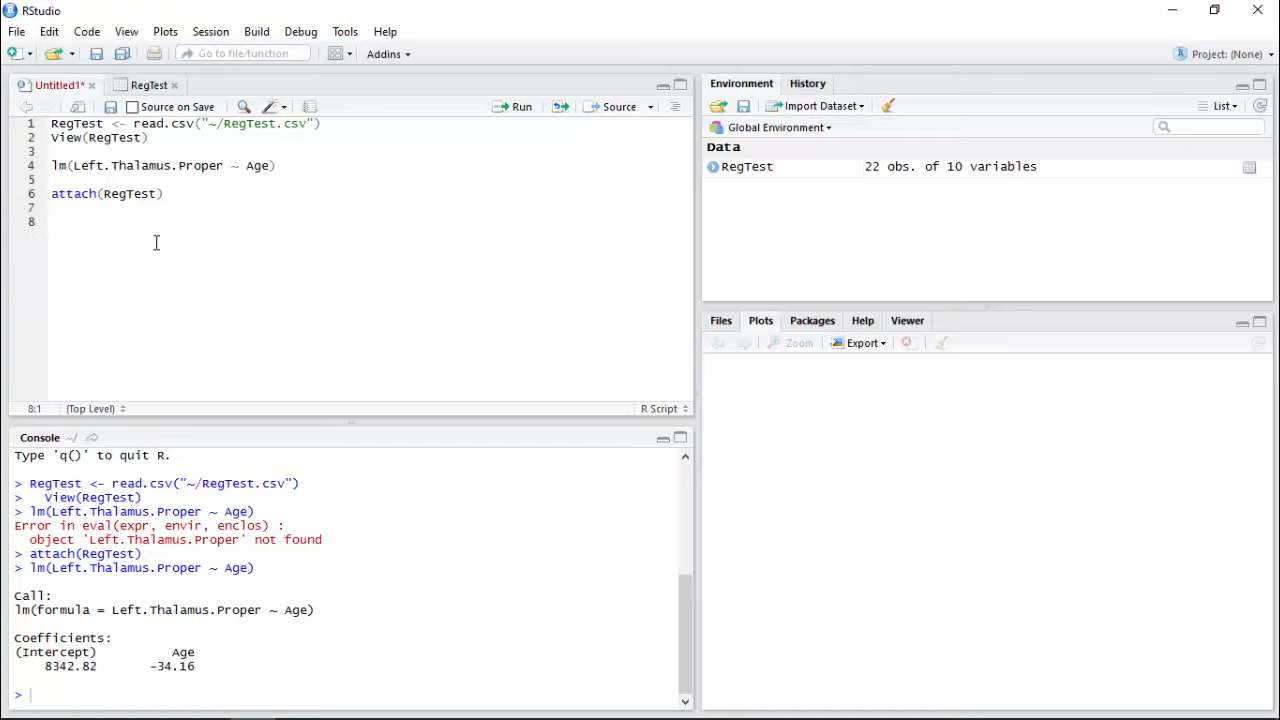 RStudio
File Edit Code View Plots Session Build Debug Tools Help
Go to file/function Addins Project: (None)
Untitled1* RegTest
Source on Save Run Source
1 RegTest <- read.csv("~/RegTest.csv")
2 View(RegTest)
3
4 lm(Left.Thalamus.Proper ~ Age)
5
6 attach(RegTest)
7
8
8:1 (Top Level) R Script
Console ~/
Type 'q()' to quit R.
> RegTest <- read.csv("~/RegTest.csv")
> View(RegTest)
> lm(Left.Thalamus.Proper ~ Age)
Error in eval(expr, envir, enclos) :
object 'Left.Thalamus.Proper' not found
> attach(RegTest)
> lm(Left.Thalamus.Proper ~ Age)
Call:
lm(formula = Left.Thalamus.Proper ~ Age)
Coefficients:
(Intercept) Age
8342.82 -34.16
>
Environment History
Import Dataset List
Global Environment
Data
RegTest 22 obs. of 10 variables
Files Plots Packages Help Viewer
Zoom Export